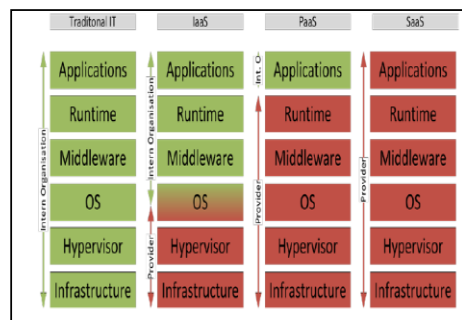 Traditonal IT
IaaS
PaaS
SaaS
Intern Organisation
Applications
Runtime
Middleware
OS
Hypervisor
Infrastructure
Intern Organisation
Provider
Applications
Runtime
Middleware
OS
Hypervisor
Infrastructure
Int. O
Provider
Applications
Runtime
Middleware
OS
Hypervisor
Infrastructure
Provider
Applications
Runtime
Middleware
OS
Hypervisor
Infrastructure